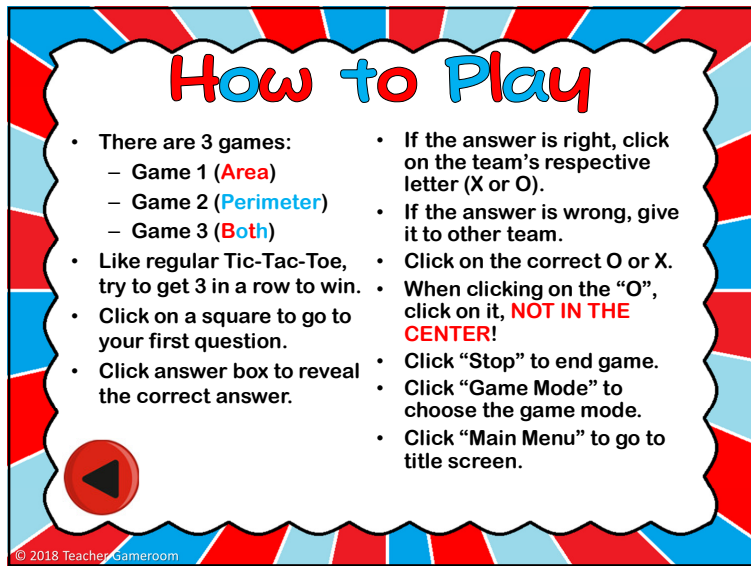 How to Play
• There are 3 games:
– Game 1 (Area)
– Game 2 (Perimeter)
– Game 3 (Both)
• Like regular Tic-Tac-Toe,
try to get 3 in a row to win.
• Click on a square to go to
your first question.
• Click answer box to reveal
the correct answer.
• If the answer is right, click
on the team’s respective
letter (X or O).
• If the answer is wrong, give
it to other team.
• Click on the correct O or X.
• When clicking on the “O”,
click on it, NOT IN THE
CENTER!
• Click “Stop” to end game.
• Click “Game Mode” to
choose the game mode.
• Click “Main Menu” to go to
title screen.
© 2018 Teacher Gameroom